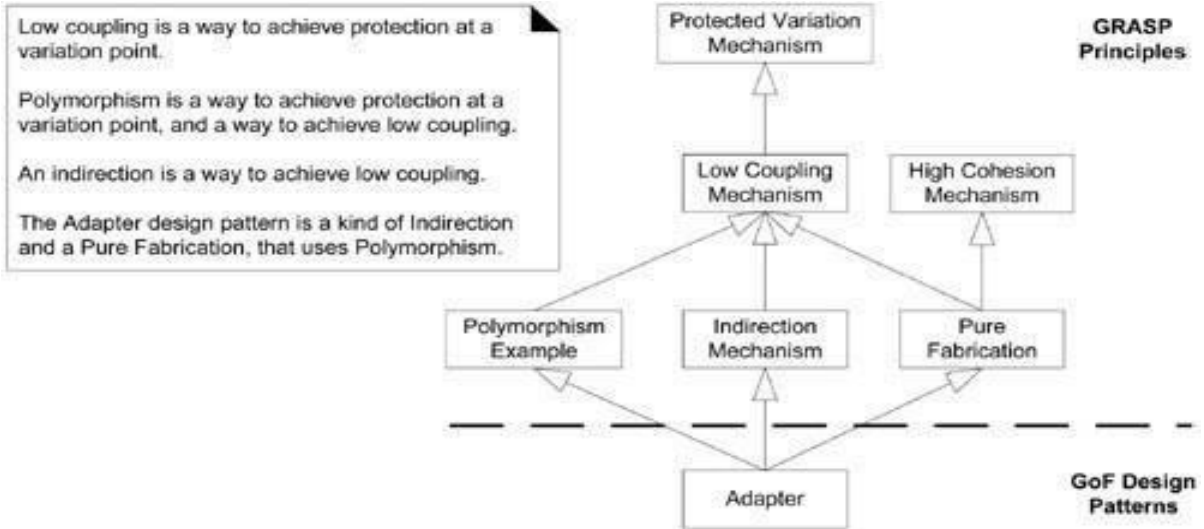 Low coupling is a way to achieve protection at a
variation point.
Polymorphism is a way to achieve protection at a
variation point, and a way to achieve low coupling.
An indirection is a way to achieve low coupling.
The Adapter design pattern is a kind of Indirection
and a Pure Fabrication, that uses Polymorphism.
Protected Variation
Mechanism
GRASP
Principles
Low Coupling
Mechanism
High Cohesion
Mechanism
Polymorphism
Example
Indirection
Mechanism
Pure
Fabrication
Adapter
GoF Design
Patterns